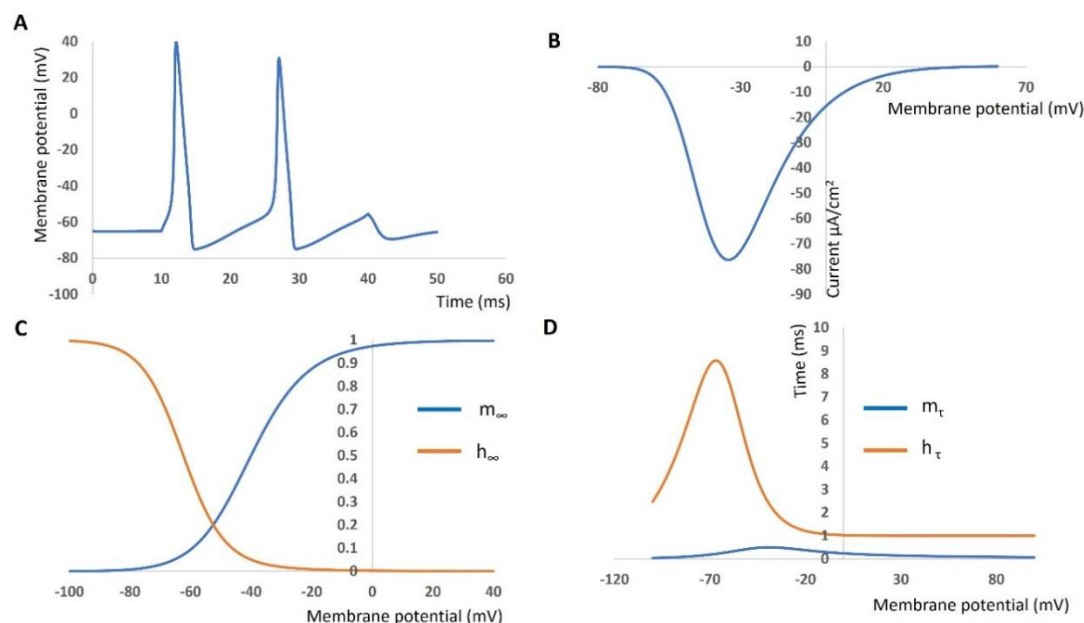 A
Membrane potential (mV)
40
20
0
-20
-40
-60
-80
-100
0 10 20 30 40 50 60
Time (ms)
B
10
0
-10
-20
-30
-40
-50
-60
-70
-80
-90
-80 -30 20 70
Membrane potential (mV)
Current µA/cm²
C
1
0.9
0.8
0.7
0.6
0.5
0.4
0.3
0.2
0.1
0
-100 -80 -60 -40 -20 0 20 40
Membrane potential (mV)
m∞
h∞
D
Time (ms)
10
9
8
7
6
5
4
3
2
1
0
-120 -70 -20 30 80
Membrane potential (mV)
mτ
hτ